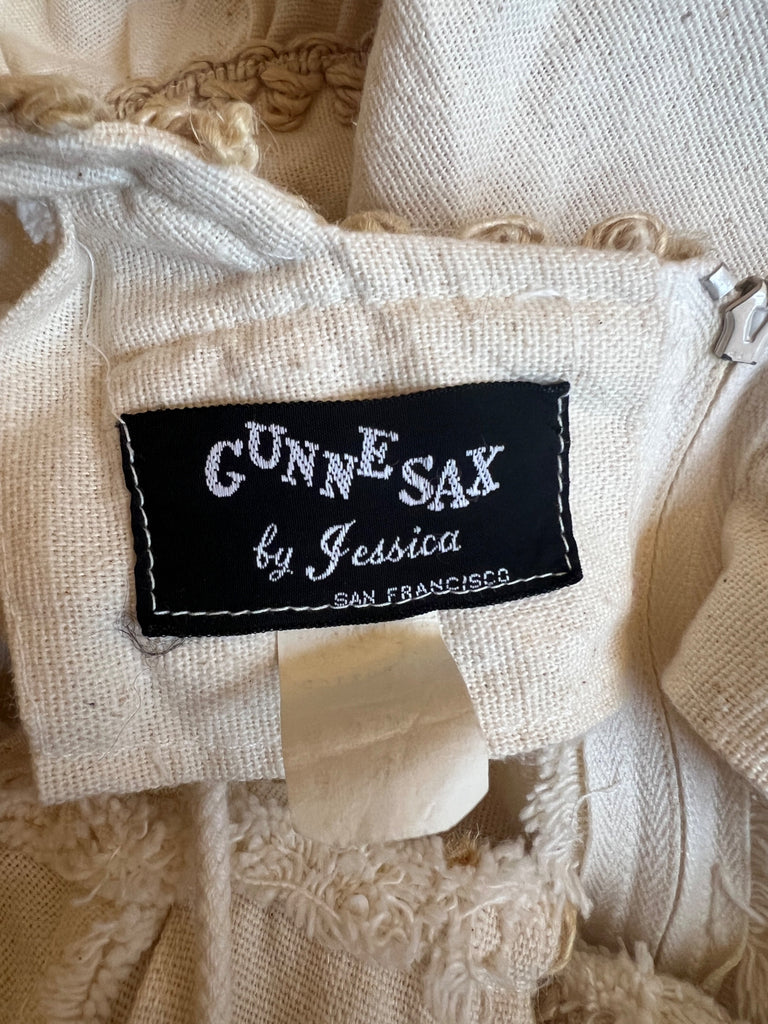 GUNNE SAX
by Jessica
SAN FRANCISCO